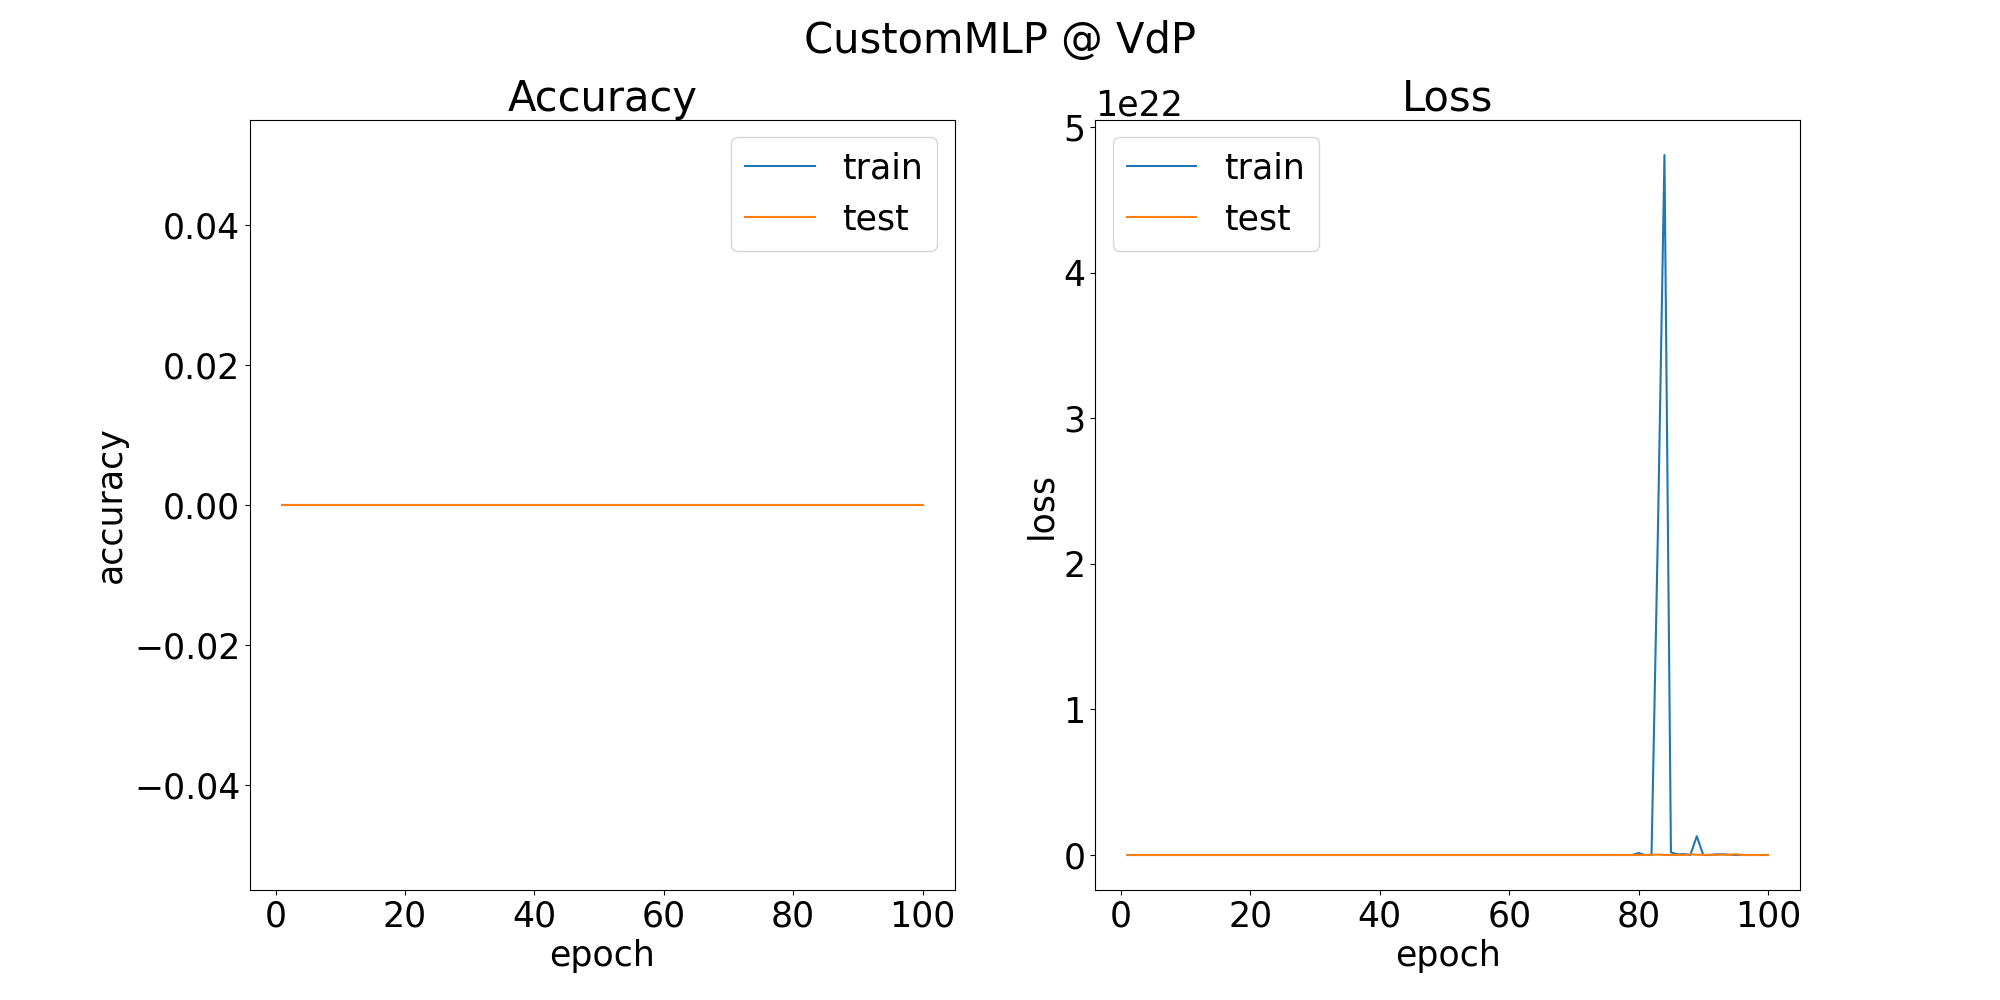 CustomMLP @ VdP
Accuracy
train
test
0.04
0.02
0.00
−0.02
−0.04
accuracy
0 20 40 60 80 100
epoch
Loss
1e22
train
test
5
4
3
2
1
0
loss
0 20 40 60 80 100
epoch